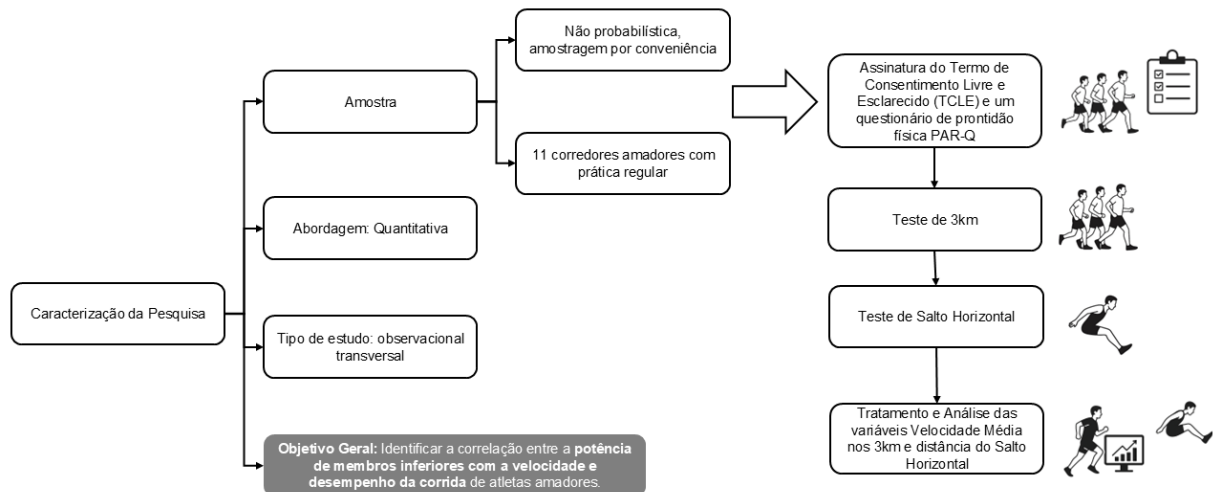 Caracterização da Pesquisa
Amostra
Não probabilística,
amostragem por conveniência
11 corredores amadores com
prática regular
Abordagem: Quantitativa
Tipo de estudo: observacional
transversal
Objetivo Geral: Identificar a correlação entre a potência
de membros inferiores com a velocidade e
desempenho da corrida de atletas amadores.
Assinatura do Termo de
Consentimento Livre e
Esclarecido (TCLE) e um
questionário de prontidão
física PAR-Q
Teste de 3km
Teste de Salto Horizontal
Tratamento e Análise das
variáveis Velocidade Média
nos 3km e distância do Salto
Horizontal